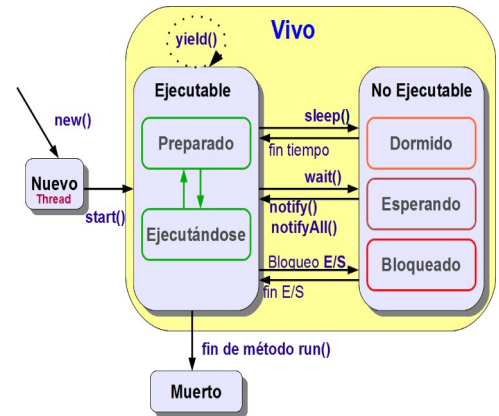 Vivo
yield()
Ejecutable
No Ejecutable
new()
sleep()
Preparado
fin tiempo
Dormido
Nuevo
Thread
start()
wait()
notify()
notifyAll()
Esperando
Ejecutándose
Bloqueo E/S
fin E/S
Bloqueado
fin de método run()
Muerto